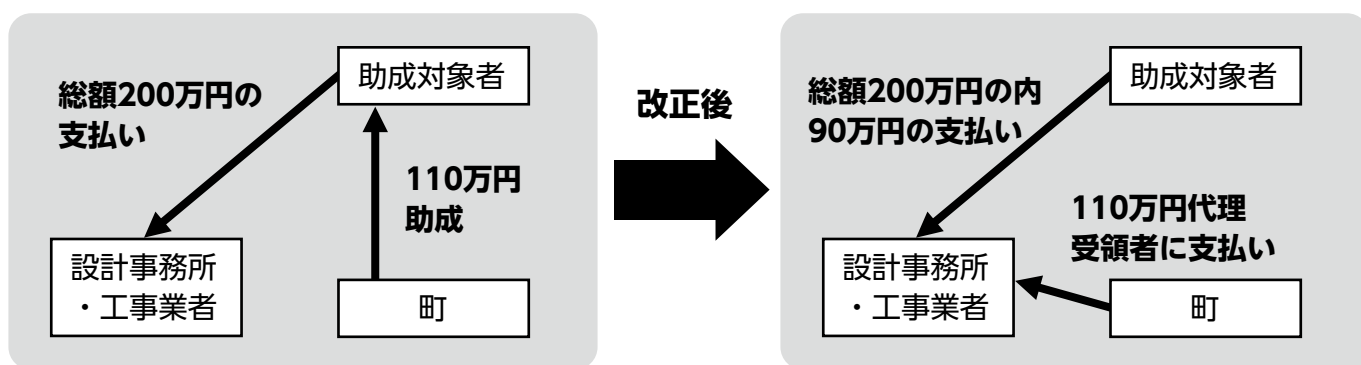 助成対象者
総額200万円の
支払い
110万円
助成
設計事務所
・工事業者
町
改正後
助成対象者
総額200万円の内
90万円の支払い
110万円代理
受領者に支払い
設計事務所
・工事業者
町